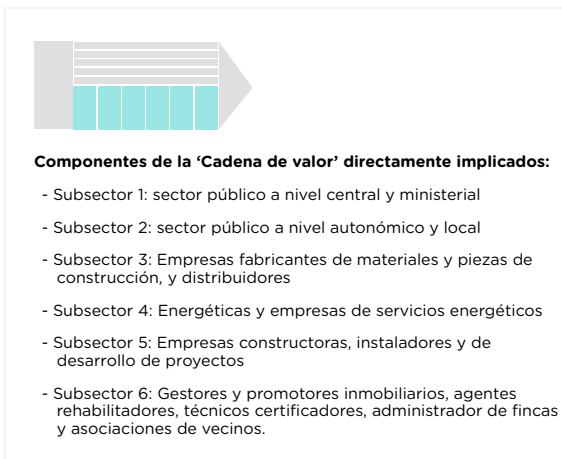 Componentes de la ‘Cadena de valor’ directamente implicados:
- Subsector 1: sector público a nivel central y ministerial
- Subsector 2: sector público a nivel autonómico y local
- Subsector 3: Empresas fabricantes de materiales y piezas de
construcción, y distribuidores
- Subsector 4: Energéticas y empresas de servicios energéticos
- Subsector 5: Empresas constructoras, instaladores y de
desarrollo de proyectos
- Subsector 6: Gestores y promotores inmobiliarios, agentes
rehabilitadores, técnicos certificadores, administrador de fincas
y asociaciones de vecinos.